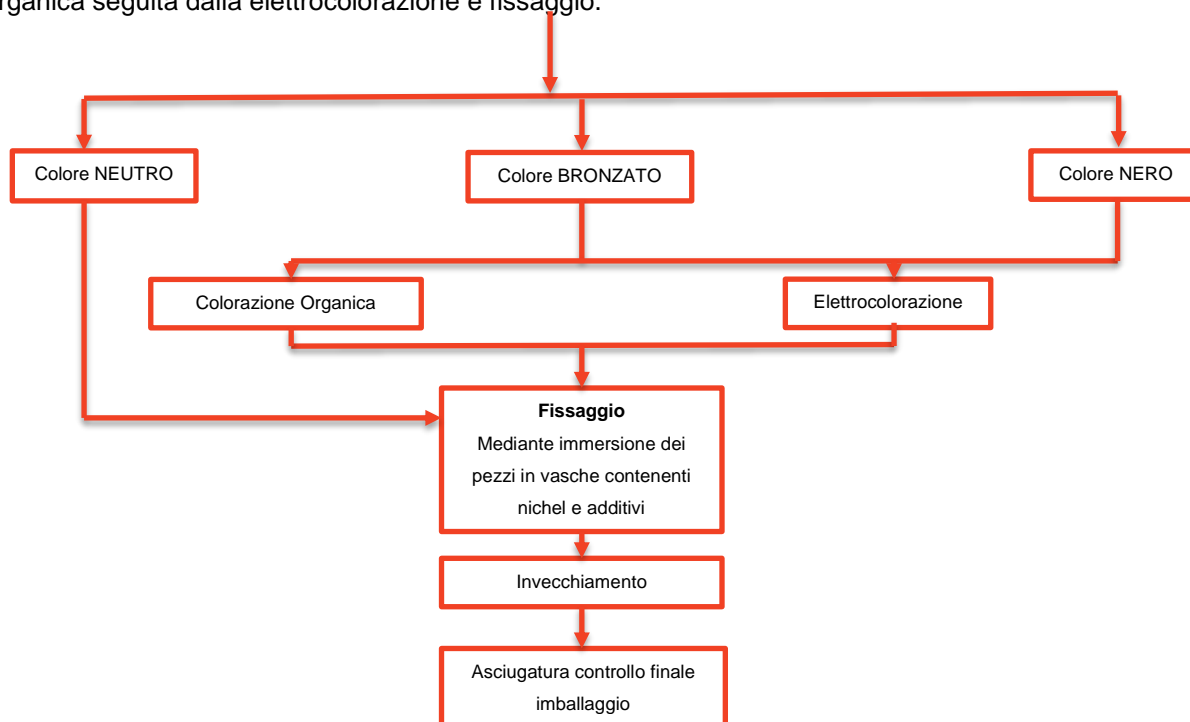 organica seguita dalla elettrocolorazione e fissaggio.
Colore NEUTRO
Colore BRONZATO
Colore NERO
Colorazione Organica
Elettrocolorazione
Fissaggio
Mediante immersione dei
pezzi in vasche contenenti
nichel e additivi
Invecchiamento
Asciugatura controllo finale
imballaggio